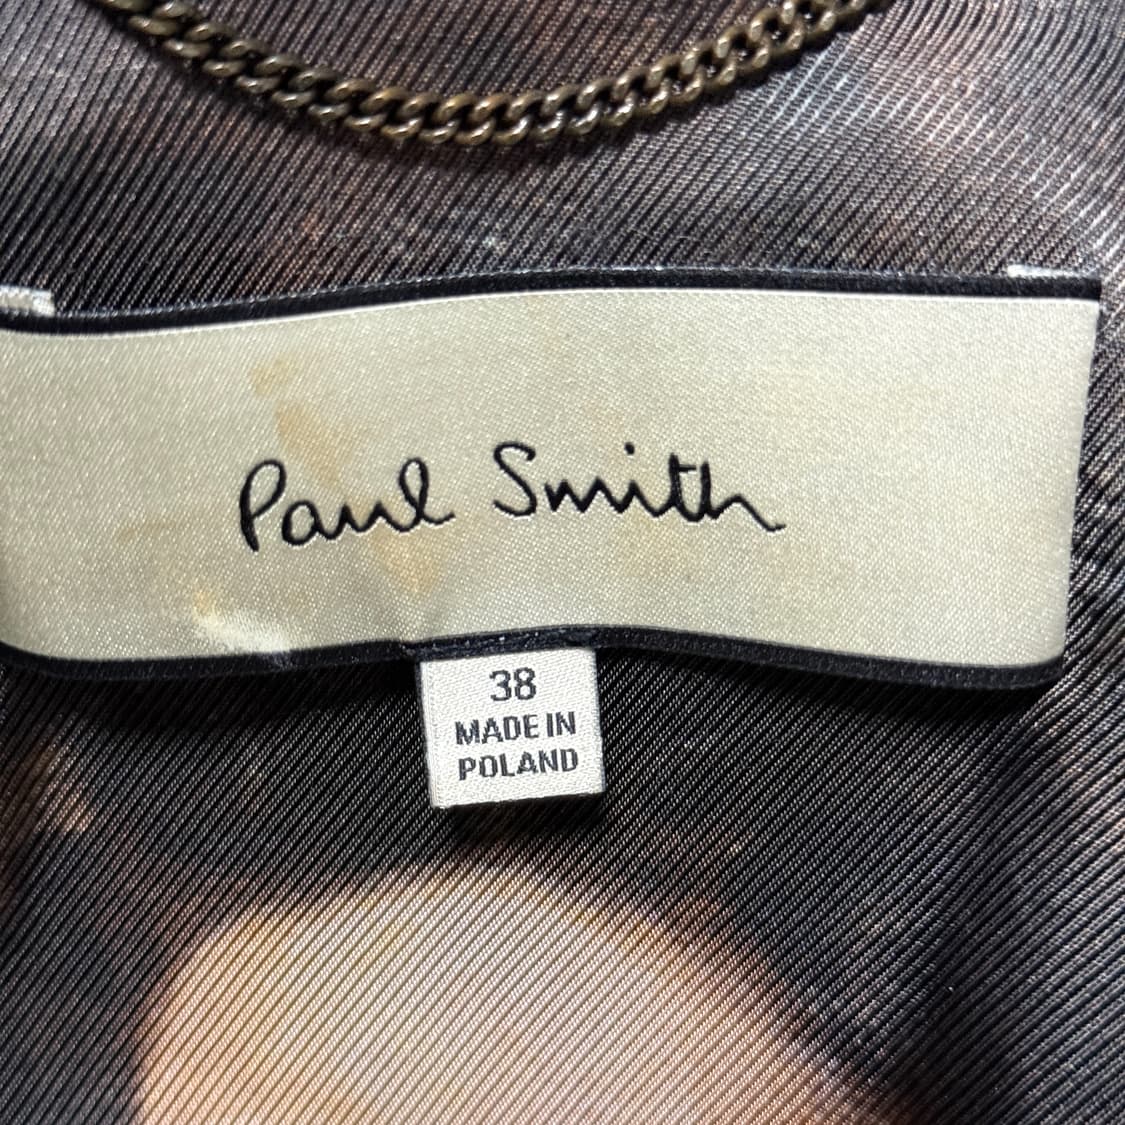 Paul Smith
38
MADE IN
POLAND